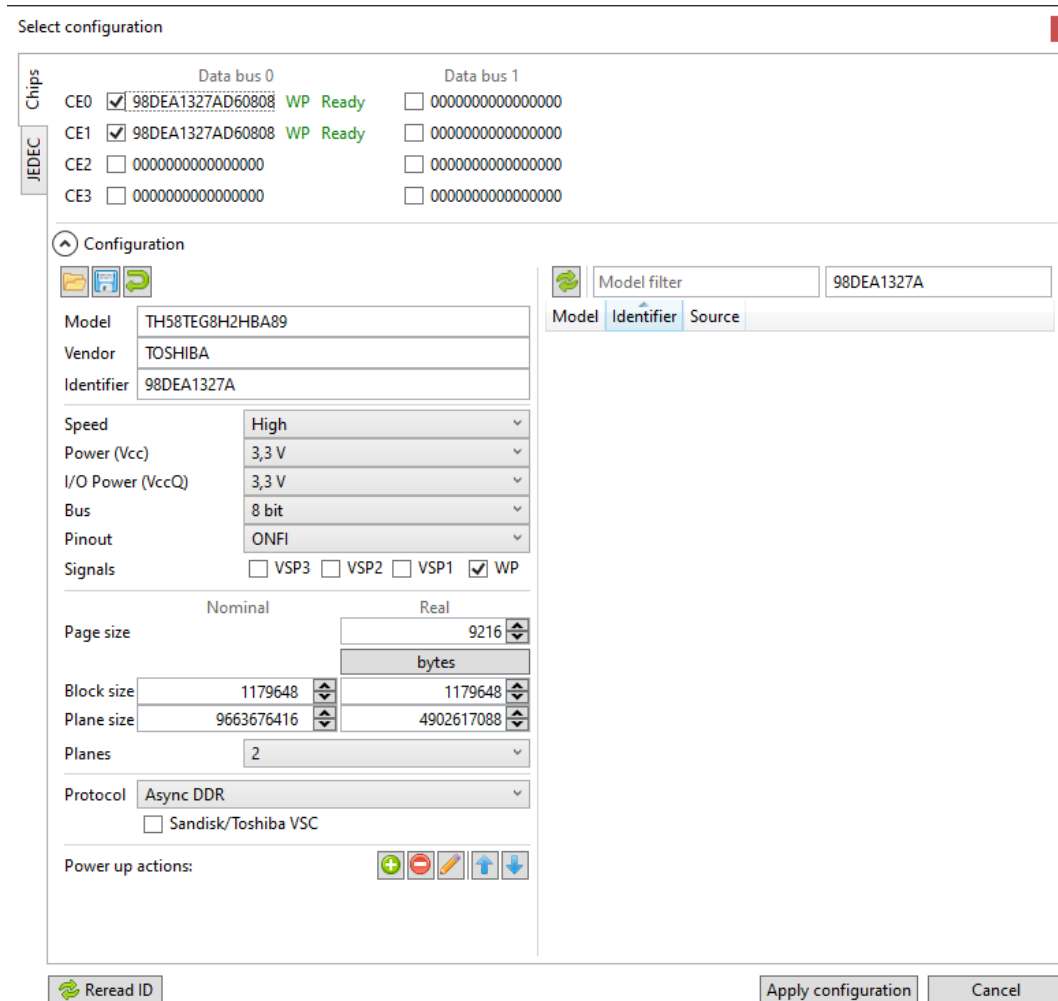 Select configuration
Chips
JEDEC
Data bus 0 Data bus 1
CE0 98DEA1327AD60808 WP Ready 0000000000000000
CE1 98DEA1327AD60808 WP Ready 0000000000000000
CE2 0000000000000000 0000000000000000
CE3 0000000000000000 0000000000000000
Configuration
Model filter 98DEA1327A
Model Identifier Source
Model TH58TEG8H2HBA89
Vendor TOSHIBA
Identifier 98DEA1327A
Speed High
Power (Vcc) 3,3 V
I/O Power (VccQ) 3,3 V
Bus 8 bit
Pinout ONFI
Signals VSP3 VSP2 VSP1 WP
Nominal Real
Page size 9216
bytes
Block size 1179648 1179648
Plane size 9663676416 4902617088
Planes 2
Protocol Async DDR
Sandisk/Toshiba VSC
Power up actions:
Reread ID Apply configuration Cancel